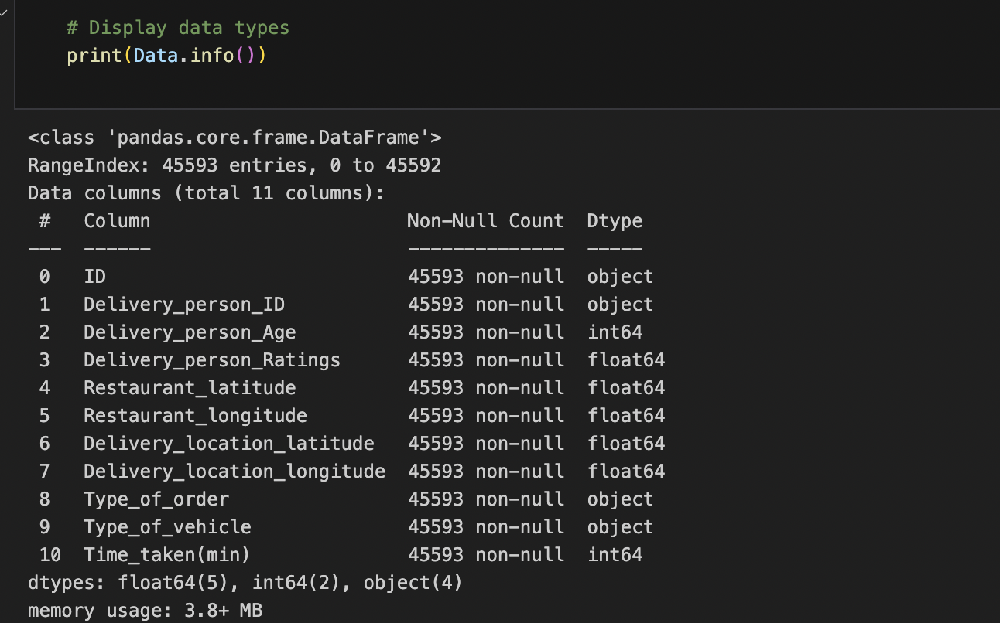 # Display data types
print(Data.info())
<class 'pandas.core.frame.DataFrame'>
RangeIndex: 45593 entries, 0 to 45592
Data columns (total 11 columns):
 #   Column                       Non-Null Count  Dtype
---  ------                       --------------  -----
 0   ID                           45593 non-null  object
 1   Delivery_person_ID           45593 non-null  object
 2   Delivery_person_Age          45593 non-null  int64
 3   Delivery_person_Ratings      45593 non-null  float64
 4   Restaurant_latitude          45593 non-null  float64
 5   Restaurant_longitude         45593 non-null  float64
 6   Delivery_location_latitude   45593 non-null  float64
 7   Delivery_location_longitude  45593 non-null  float64
 8   Type_of_order                45593 non-null  object
 9   Type_of_vehicle              45593 non-null  object
 10  Time_taken(min)              45593 non-null  int64
dtypes: float64(5), int64(2), object(4)
memory usage: 3.8+ MB